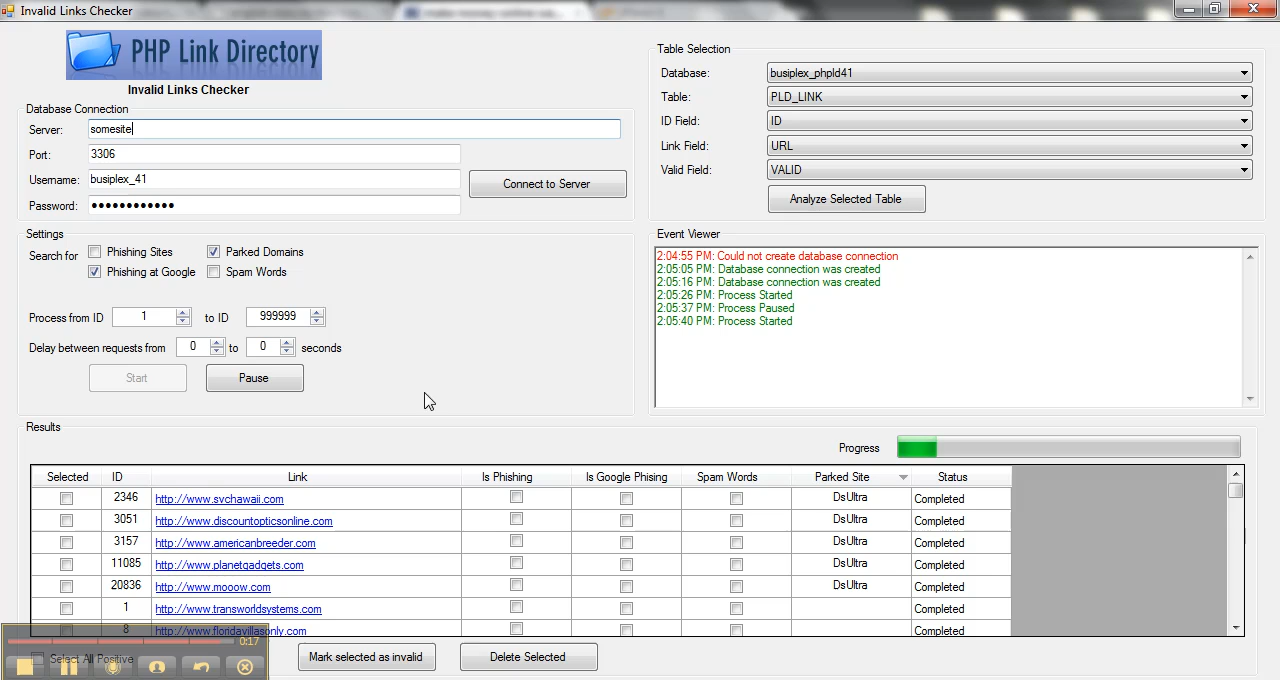 Invalid Links Checker
PHP Link Directory
Invalid Links Checker
Database Connection
Server: somesite
Port: 3306
Username: busiplex_41
Connect to Server
Password: ●●●●●●●●●●●●
Table Selection
Database: busiplex_phpld41
Table: PLD_LINK
ID Field: ID
Link Field: URL
Valid Field: VALID
Analyze Selected Table
Settings
Search for Phishing Sites Parked Domains
Phishing at Google Spam Words
Process from ID 1 to ID 999999
Delay between requests from 0 to 0 seconds
Start Pause
Event Viewer
2:04:55 PM: Could not create database connection
2:05:05 PM: Database connection was created
2:05:16 PM: Database connection was created
2:05:26 PM: Process Started
2:05:37 PM: Process Paused
2:05:40 PM: Process Started
Results
Progress
Selected ID Link Is Phishing Is Google Phising Spam Words Parked Site Status
2346 http://www.svchawaii.com DsUltra Completed
3051 http://www.discountopticsonline.com DsUltra Completed
3157 http://www.americanbreeder.com DsUltra Completed
11085 http://www.planetgadgets.com DsUltra Completed
20836 http://www.mooow.com DsUltra Completed
1 http://www.transworldsystems.com Completed
8 http://www.floridavillasonly.com Completed
0:17
Select All Positive
Mark selected as invalid Delete Selected